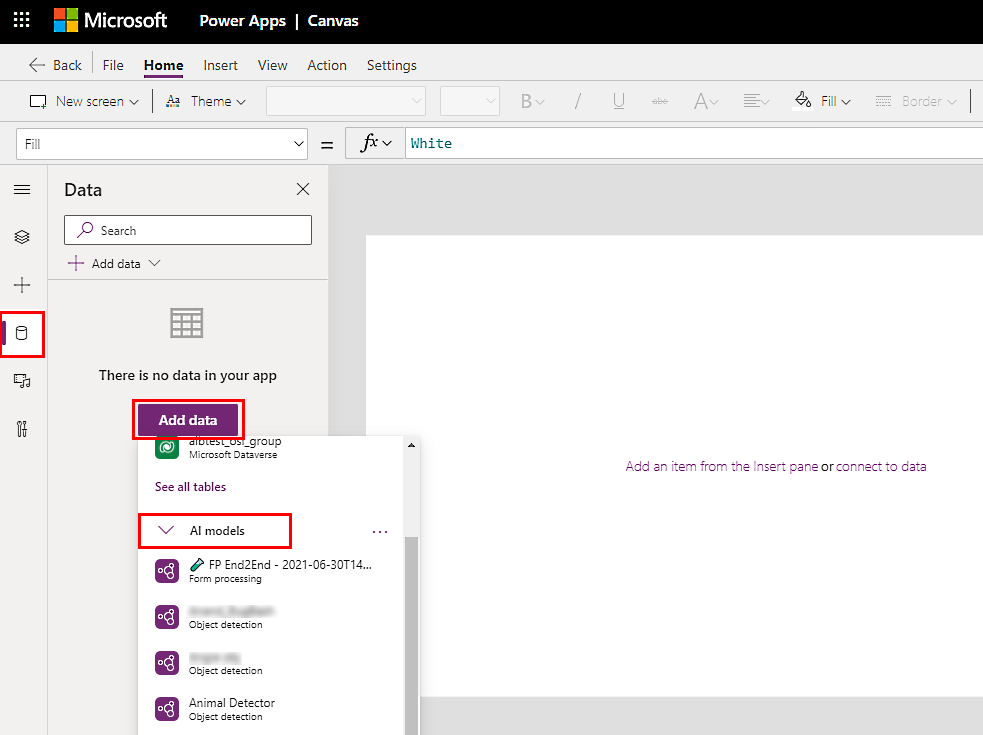 Microsoft Power Apps | Canvas
Back File Home Insert View Action Settings
New screen Aa Theme B / U abc A Fill Border
Fill = fx White
Data
Search
Add data
There is no data in your app
Add data
albtest_osi_group
Microsoft Dataverse
See all tables
AI models ...
FP End2End - 2021-06-30T14...
Form processing
Object detection
Object detection
Animal Detector
Object detection
Add an item from the Insert pane or connect to data